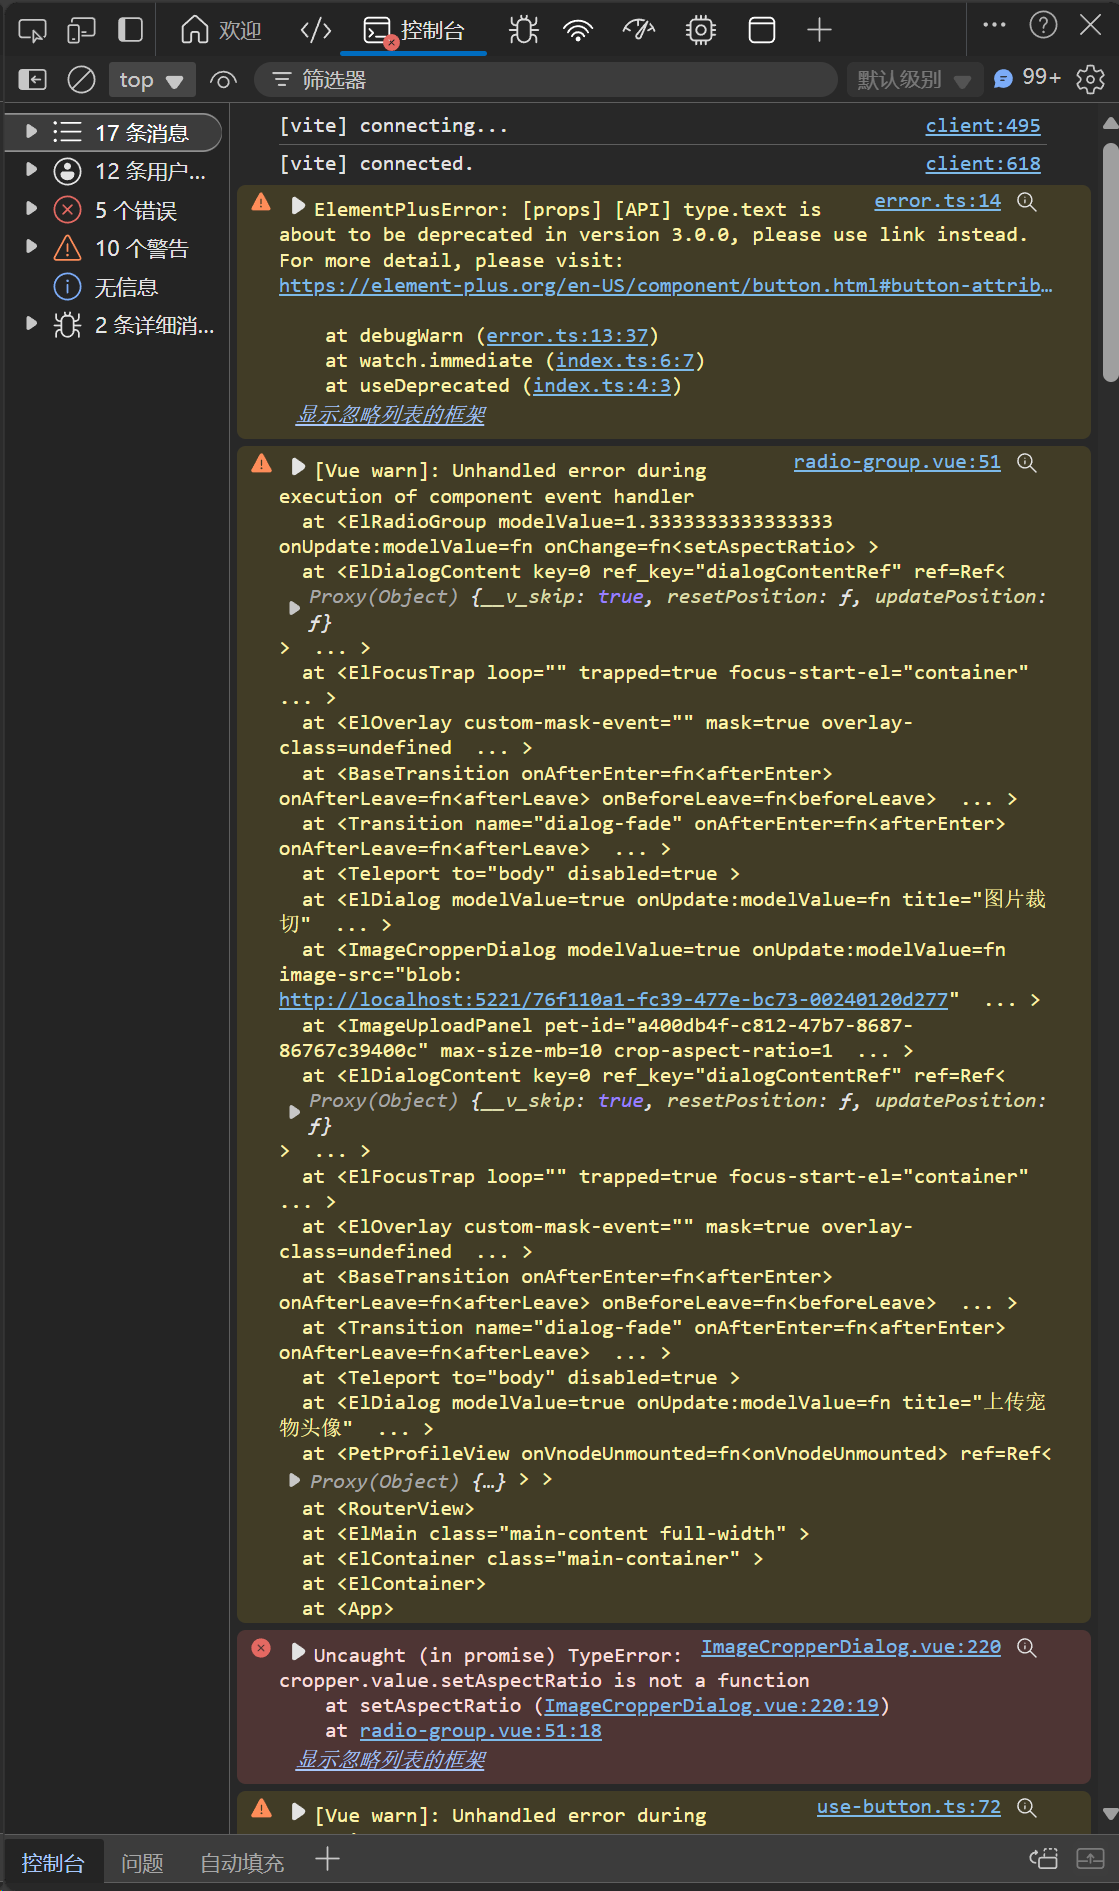 欢迎
控制台
top
筛选器
默认级别
99+
17 条消息
12 条用户...
5 个错误
10 个警告
无信息
2 条详细消...
[vite] connecting... client:495
[vite] connected. client:618
ElementPlusError: [props] [API] type.text is error.ts:14
about to be deprecated in version 3.0.0, please use link instead.
For more detail, please visit:
https://element-plus.org/en-US/component/button.html#button-attrib…
at debugWarn (error.ts:13:37)
at watch.immediate (index.ts:6:7)
at useDeprecated (index.ts:4:3)
显示忽略列表的框架
[Vue warn]: Unhandled error during radio-group.vue:51
execution of component event handler
at <ElRadioGroup modelValue=1.3333333333333333
onUpdate:modelValue=fn onChange=fn<setAspectRatio> >
at <ElDialogContent key=0 ref_key="dialogContentRef" ref=Ref<
Proxy(Object) {__v_skip: true, resetPosition: ƒ, updatePosition:
ƒ}
> ... >
at <ElFocusTrap loop="" trapped=true focus-start-el="container"
... >
at <ElOverlay custom-mask-event="" mask=true overlay-
class=undefined ... >
at <BaseTransition onAfterEnter=fn<afterEnter>
onAfterLeave=fn<afterLeave> onBeforeLeave=fn<beforeLeave> ... >
at <Transition name="dialog-fade" onAfterEnter=fn<afterEnter>
onAfterLeave=fn<afterLeave> ... >
at <Teleport to="body" disabled=true >
at <ElDialog modelValue=true onUpdate:modelValue=fn title="图片裁
切" ... >
at <ImageCropperDialog modelValue=true onUpdate:modelValue=fn
image-src="blob:
http://localhost:5221/76f110a1-fc39-477e-bc73-00240120d277" ... >
at <ImageUploadPanel pet-id="a400db4f-c812-47b7-8687-
86767c39400c" max-size-mb=10 crop-aspect-ratio=1 ... >
at <ElDialogContent key=0 ref_key="dialogContentRef" ref=Ref<
Proxy(Object) {__v_skip: true, resetPosition: ƒ, updatePosition:
ƒ}
> ... >
at <ElFocusTrap loop="" trapped=true focus-start-el="container"
... >
at <ElOverlay custom-mask-event="" mask=true overlay-
class=undefined ... >
at <BaseTransition onAfterEnter=fn<afterEnter>
onAfterLeave=fn<afterLeave> onBeforeLeave=fn<beforeLeave> ... >
at <Transition name="dialog-fade" onAfterEnter=fn<afterEnter>
onAfterLeave=fn<afterLeave> ... >
at <Teleport to="body" disabled=true >
at <ElDialog modelValue=true onUpdate:modelValue=fn title="上传宠
物头像" ... >
at <PetProfileView onVnodeUnmounted=fn<onVnodeUnmounted> ref=Ref<
Proxy(Object) {…} > >
at <RouterView>
at <ElMain class="main-content full-width" >
at <ElContainer class="main-container" >
at <ElContainer>
at <App>
Uncaught (in promise) TypeError: ImageCropperDialog.vue:220
cropper.value.setAspectRatio is not a function
at setAspectRatio (ImageCropperDialog.vue:220:19)
at radio-group.vue:51:18
显示忽略列表的框架
[Vue warn]: Unhandled error during use-button.ts:72
控制台
问题
自动填充